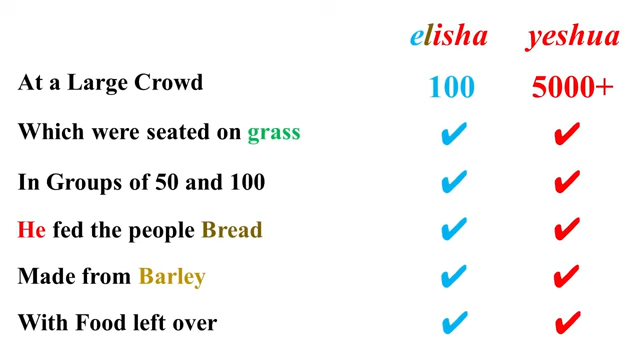 elisha yeshua
At a Large Crowd 100 5000+
Which were seated on grass ✔ ✔
In Groups of 50 and 100 ✔ ✔
He fed the people Bread ✔ ✔
Made from Barley ✔ ✔
With Food left over ✔ ✔